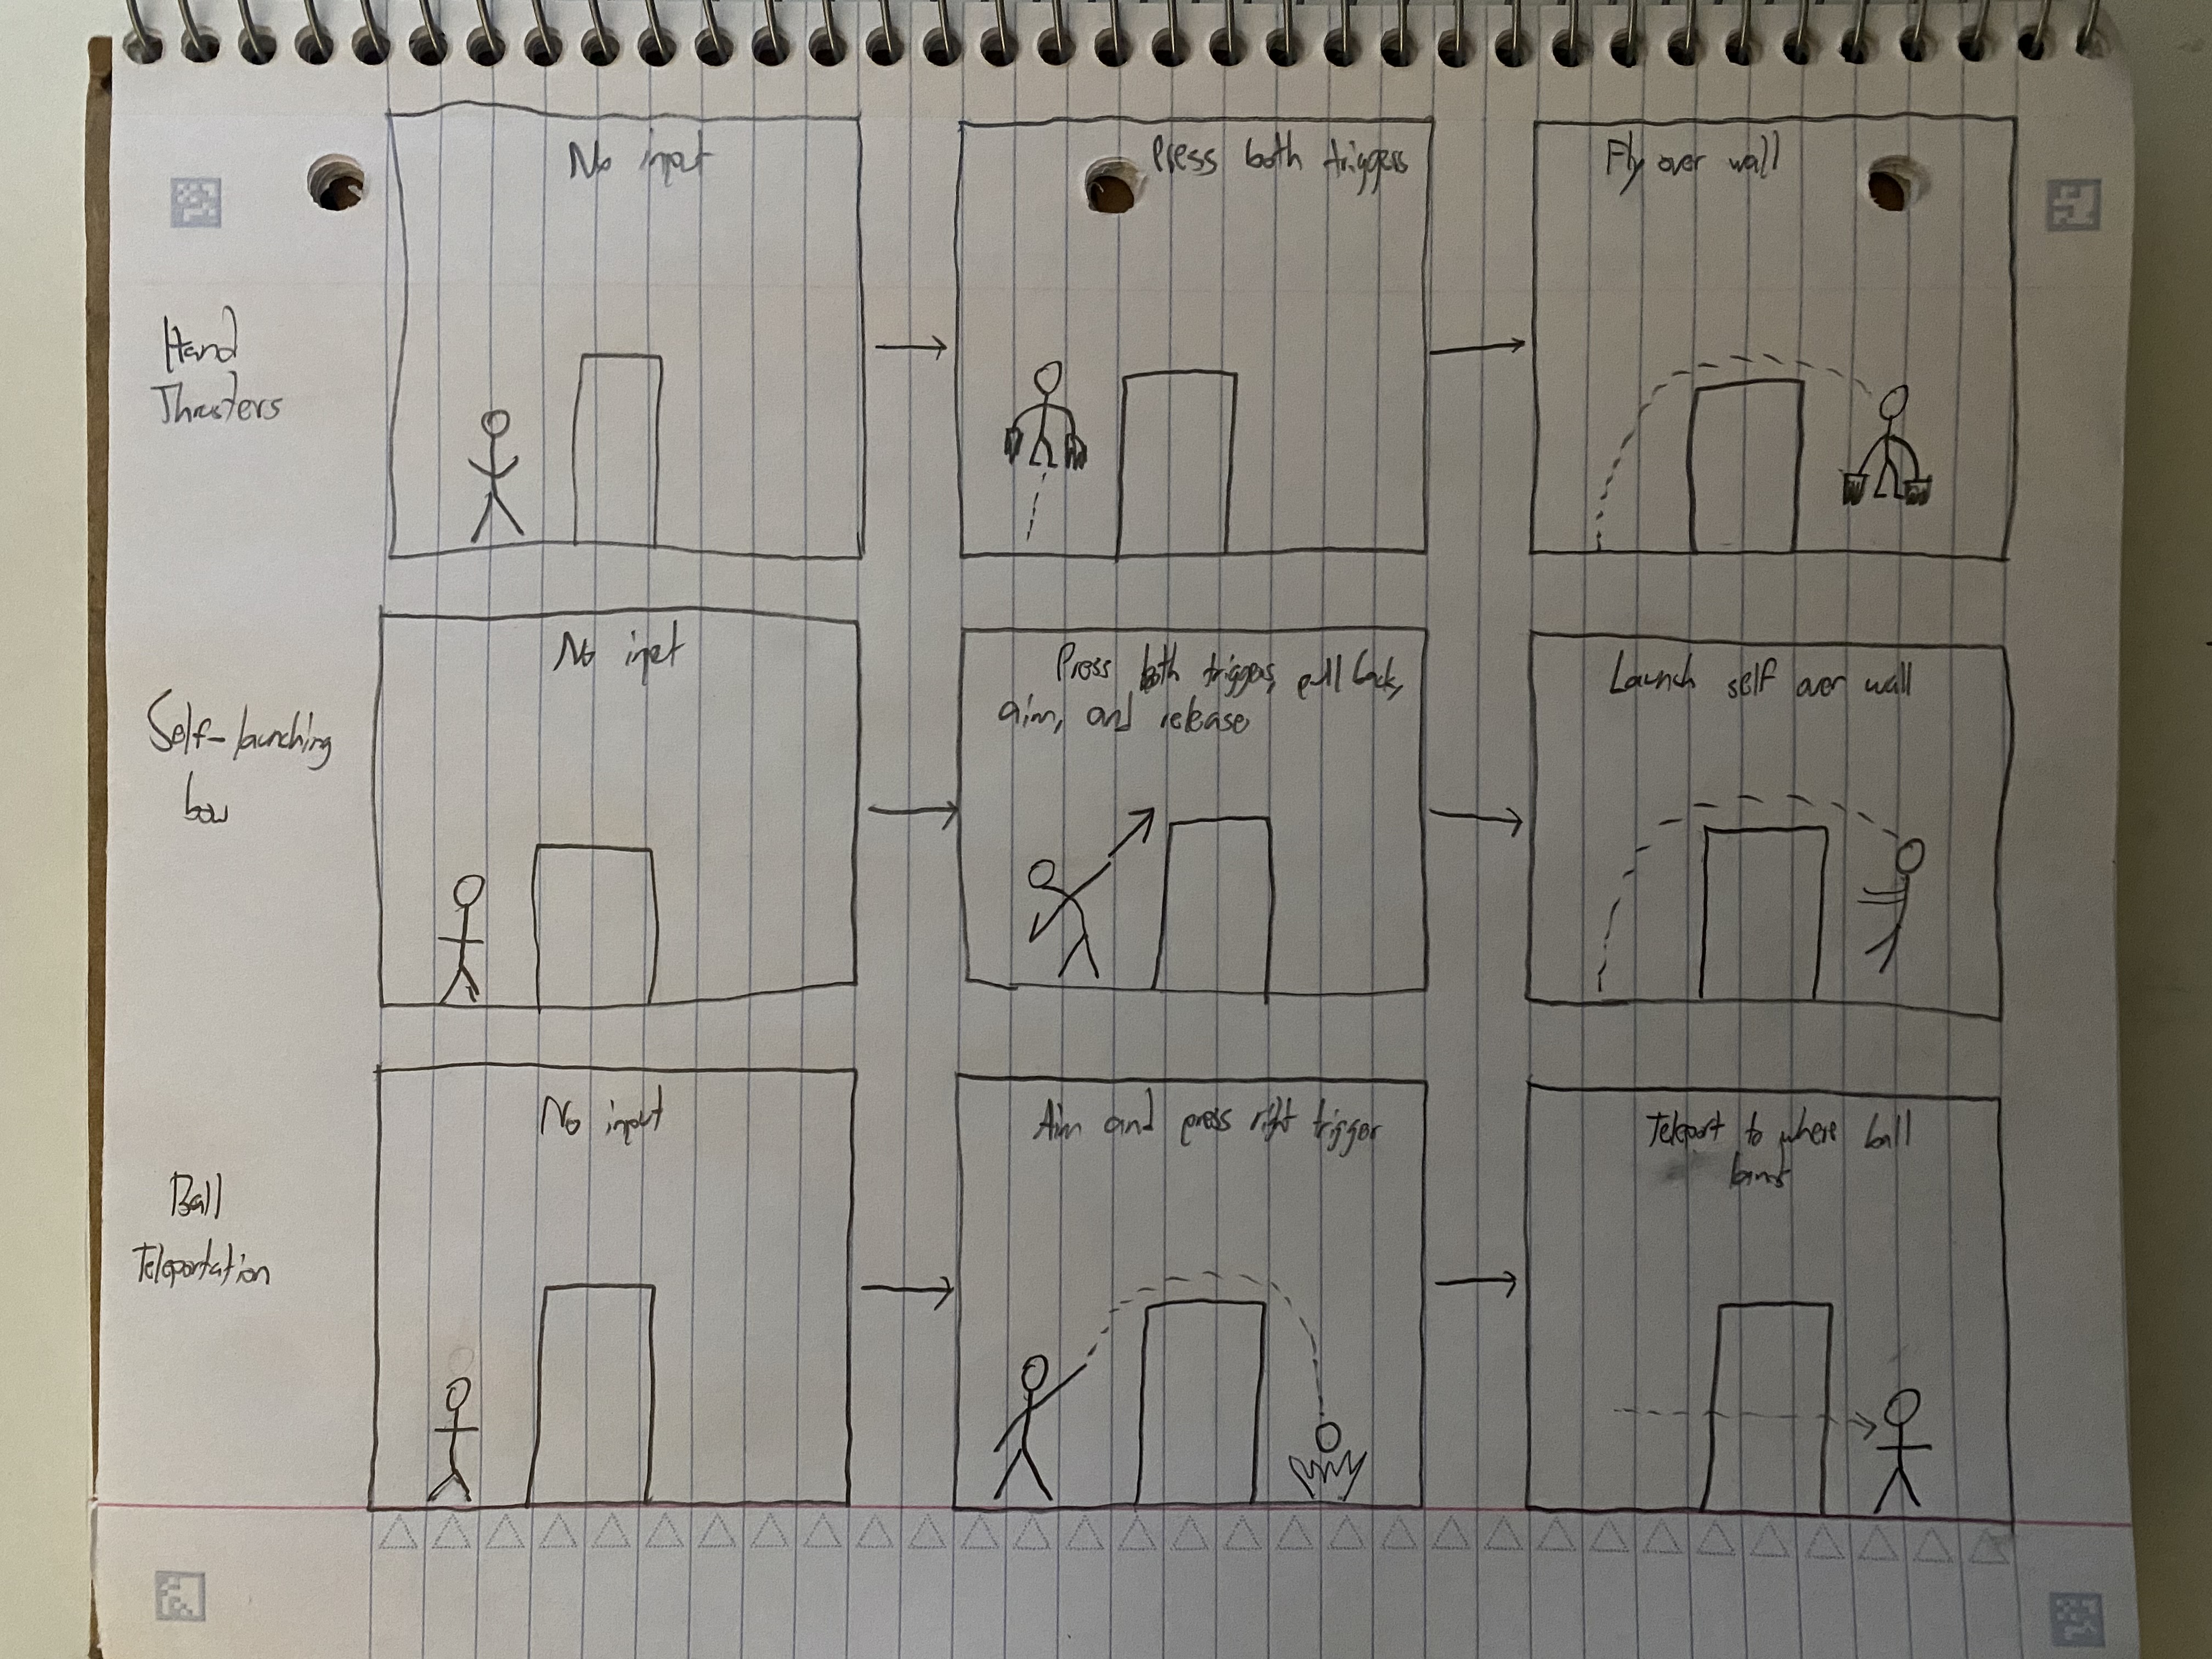 No input
Press both triggers
Fly over wall
Hand
Thrusters
No input
Press both triggers, pull back,
aim, and release
Launch self over wall
Self-launching
bow
No input
Aim and press right trigger
Teleport to where ball
lands
Ball
Teleportation